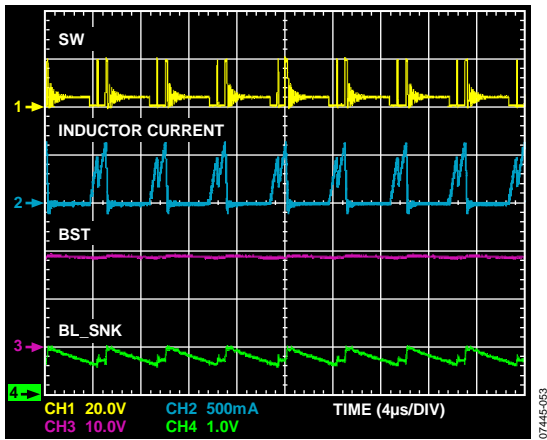 SW
1
INDUCTOR CURRENT
2
BST
3
BL_SNK
4
CH1 20.0V CH2 500mA TIME (4µs/DIV)
CH3 10.0V CH4 1.0V
07445-053